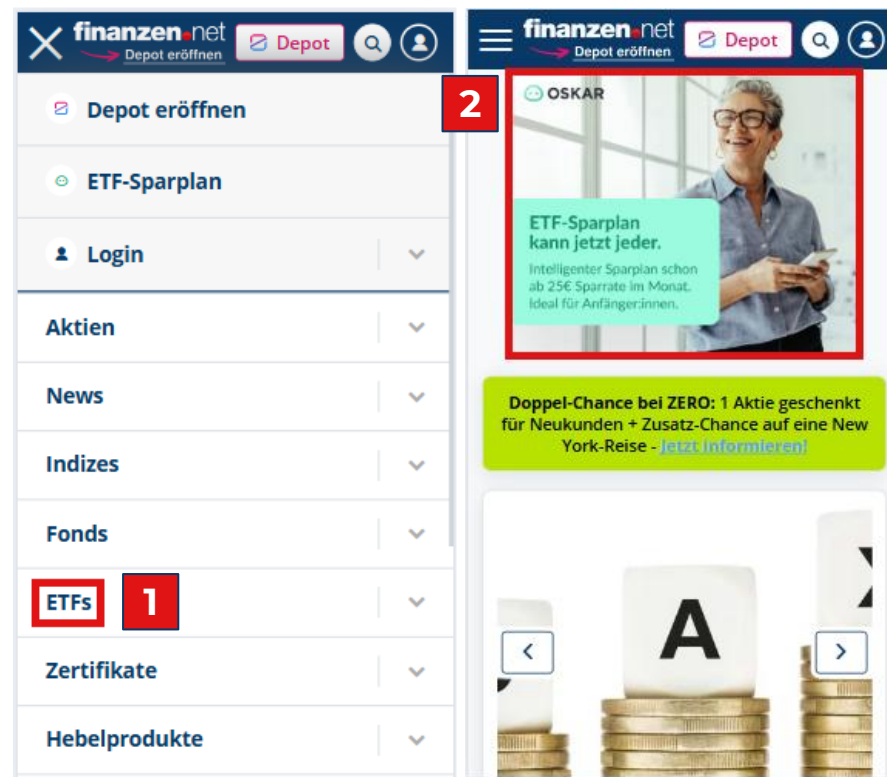 finanzen.net
Depot eröffnen
Depot
Depot eröffnen
ETF-Sparplan
Login
Aktien
News
Indizes
Fonds
ETFs
1
Zertifikate
Hebelprodukte
finanzen.net
Depot eröffnen
Depot
2
OSKAR
ETF-Sparplan
kann jetzt jeder.
Intelligenter Sparplan schon
ab 25€ Sparrate im Monat.
Ideal für Anfänger:innen.
Doppel-Chance bei ZERO: 1 Aktie geschenkt
für Neukunden + Zusatz-Chance auf eine New
York-Reise - Jetzt informieren!
A